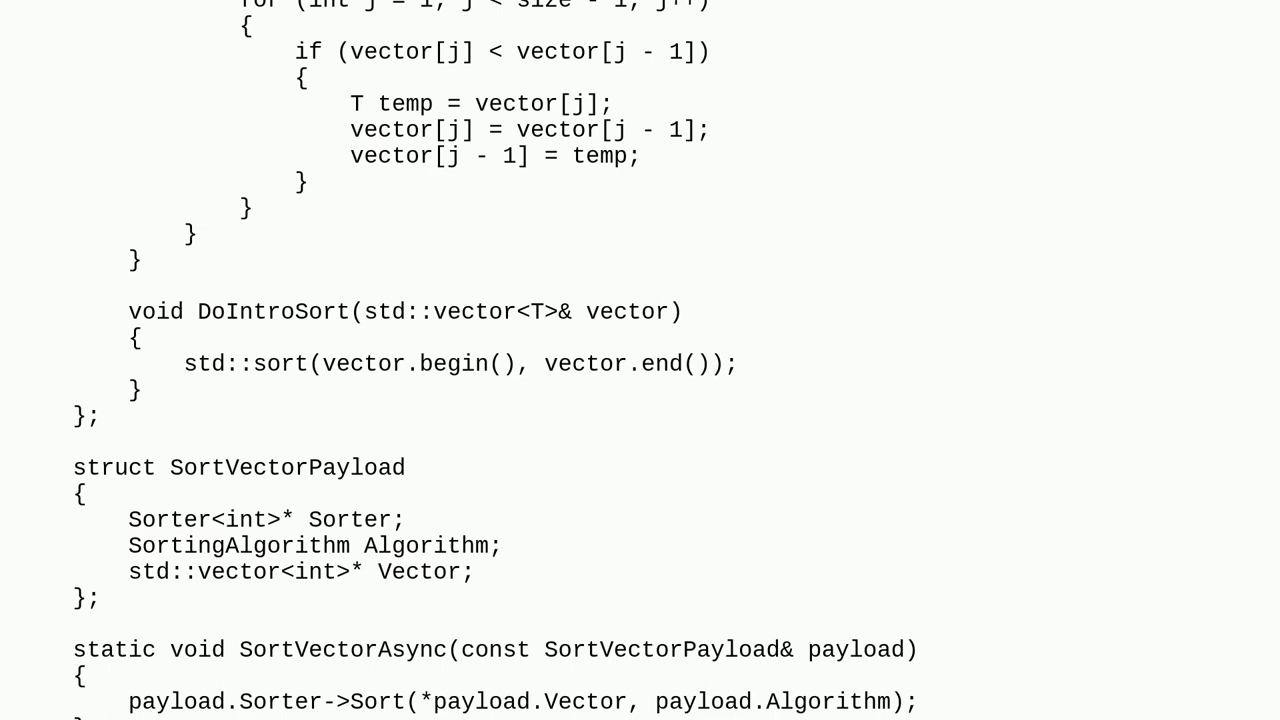 for (int j = 1; j < size - 1; j++)
{
if (vector[j] < vector[j - 1])
{
T temp = vector[j];
vector[j] = vector[j - 1];
vector[j - 1] = temp;
}
}
}
}
void DoIntroSort(std::vector<T>& vector)
{
std::sort(vector.begin(), vector.end());
}
};
struct SortVectorPayload
{
Sorter<int>* Sorter;
SortingAlgorithm Algorithm;
std::vector<int>* Vector;
};
static void SortVectorAsync(const SortVectorPayload& payload)
{
payload.Sorter->Sort(*payload.Vector, payload.Algorithm);
}